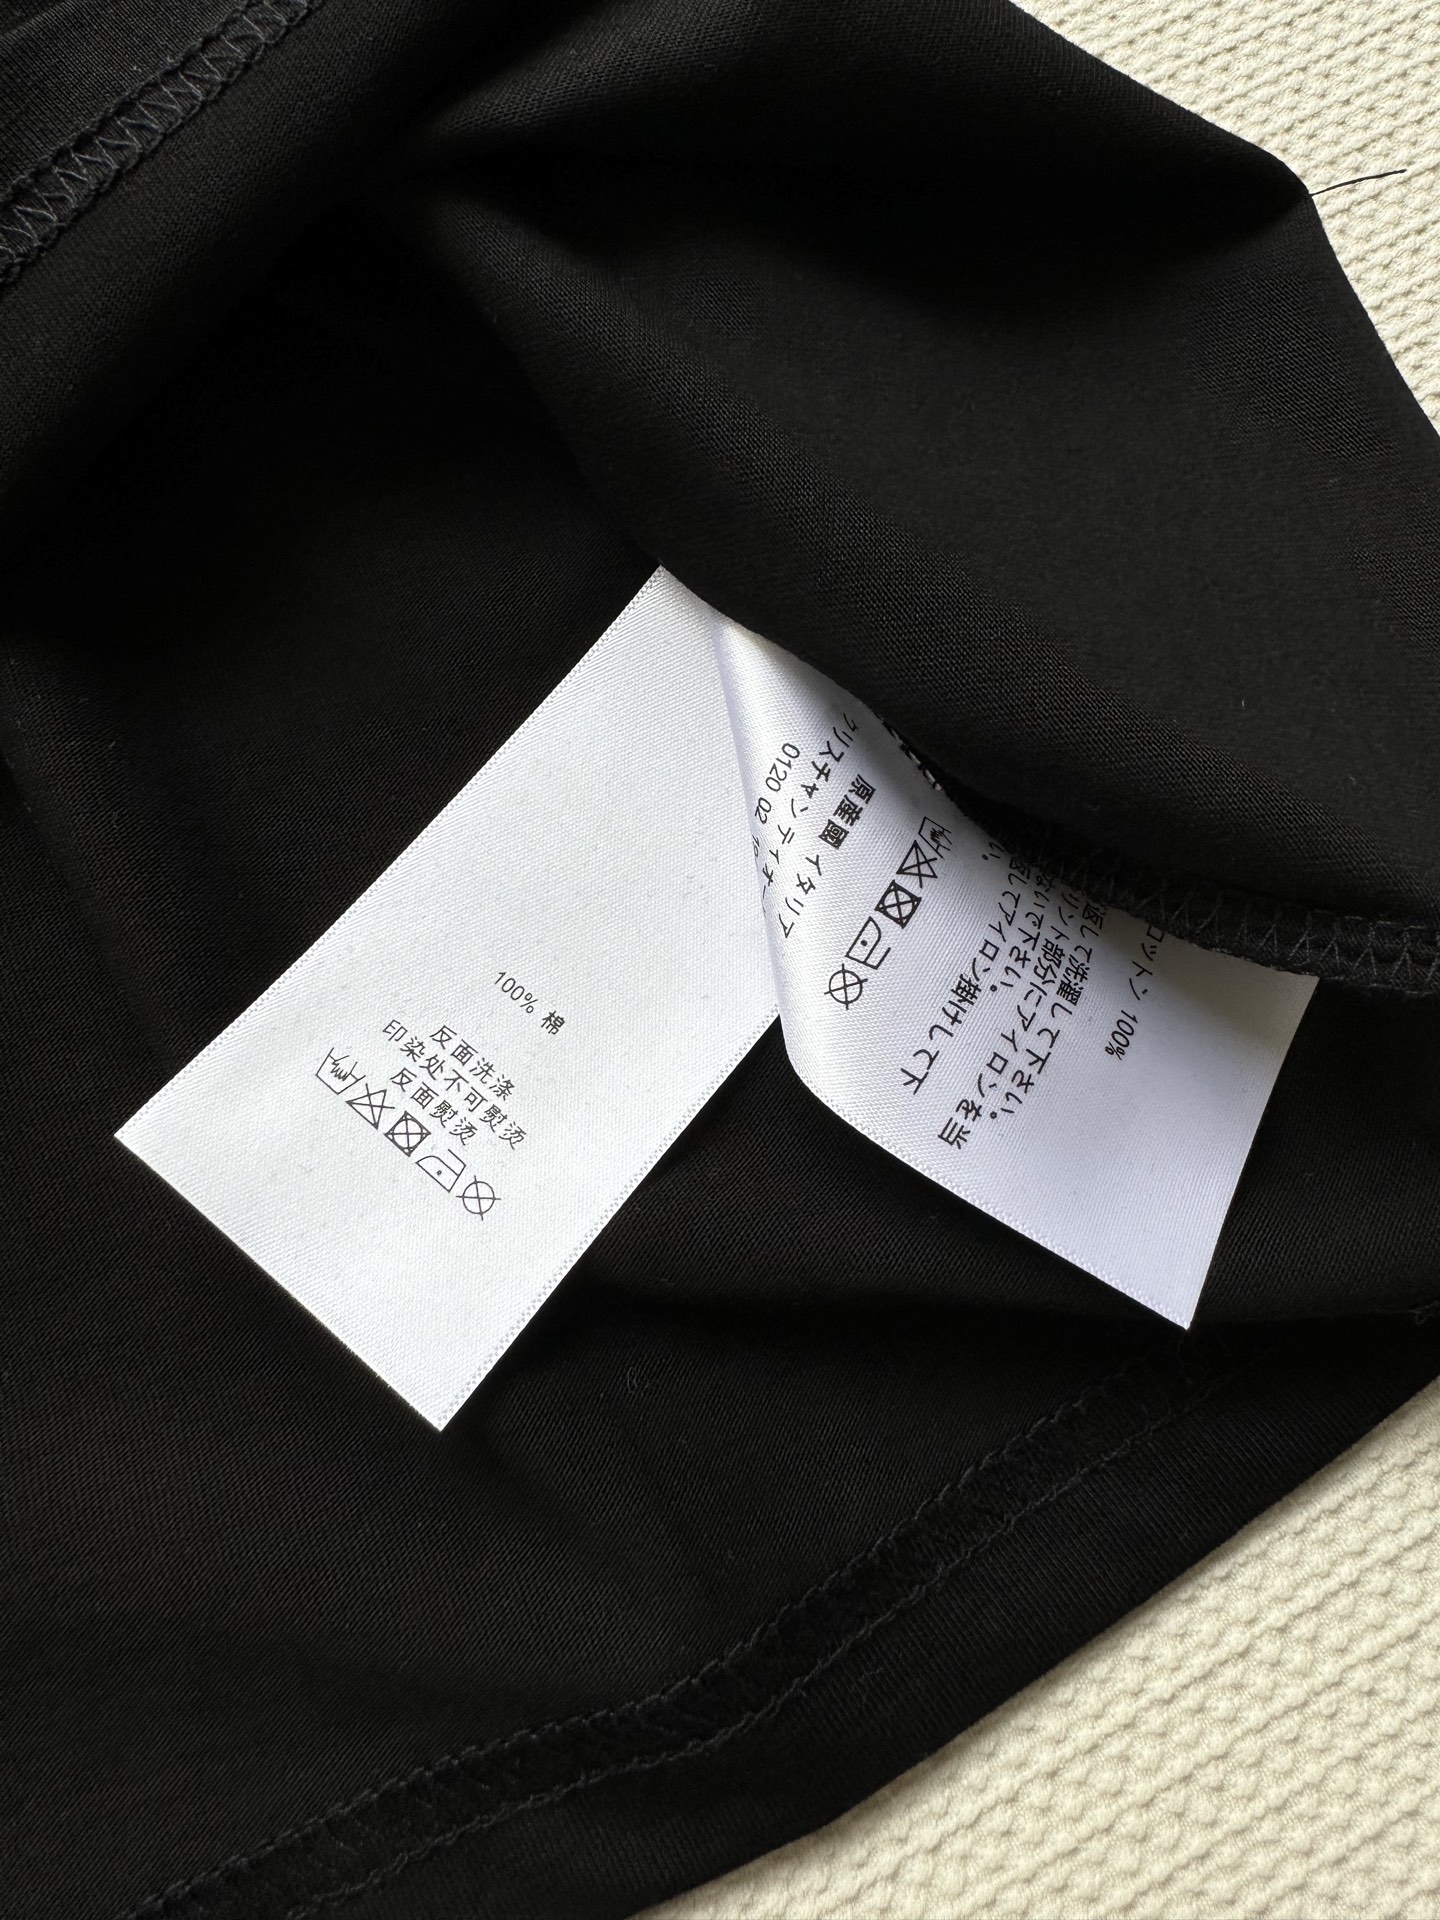 100% 棉
反面洗涤
印染处不可熨烫
反面熨烫
コットン 100%
返して洗濯して下さい。
リント部分にアイロンを当
ないで下さい。
返してアイロン掛けして下
い。
原産國 イタリア
クリスチャン ディオー
0120 02